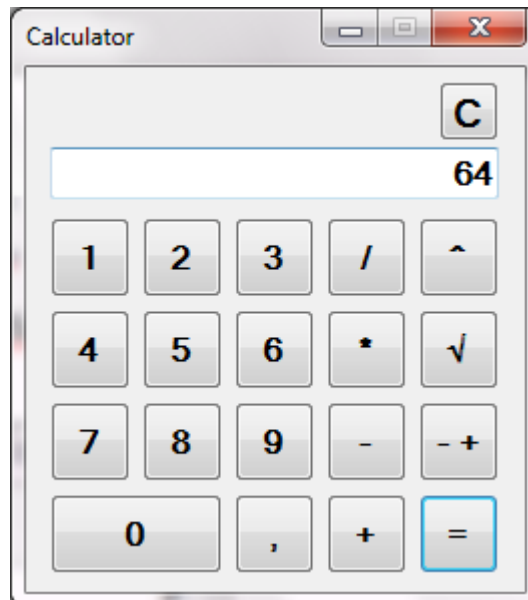 Calculator
C
64
1 2 3 / ^
4 5 6 * √
7 8 9 - - +
0 , + =